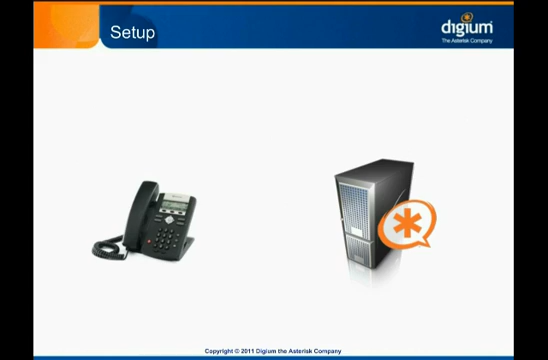 Setup
digium
The Asterisk Company
Copyright © 2011 Digium the Asterisk Company